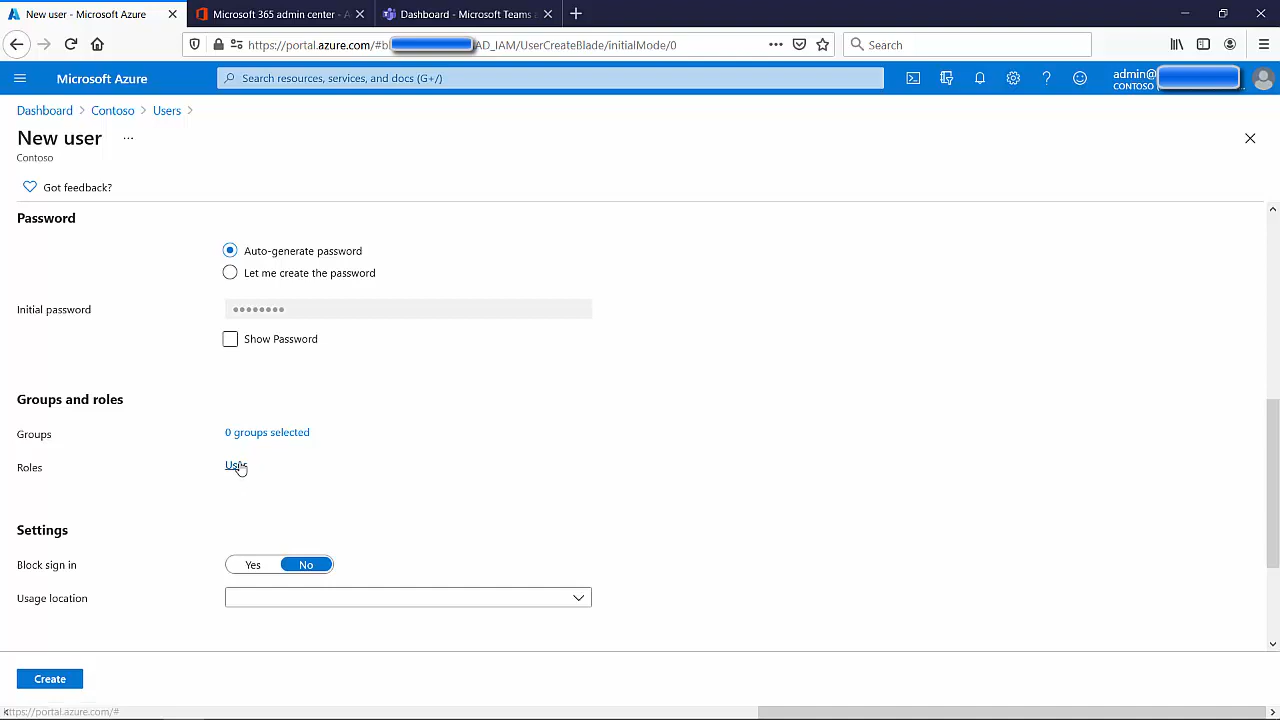 New user - Microsoft Azure
Microsoft 365 admin center - A
Dashboard - Microsoft Teams a
https://portal.azure.com/#b AD_IAM/UserCreateBlade/initialMode/0
Search
Microsoft Azure
Search resources, services, and docs (G+/)
admin@
CONTOSO
Dashboard > Contoso > Users >
New user ...
Contoso
Got feedback?
Password
Auto-generate password
Let me create the password
Initial password
Show Password
Groups and roles
Groups
0 groups selected
Roles
User
Settings
Block sign in
Yes
No
Usage location
Create
https://portal.azure.com/#